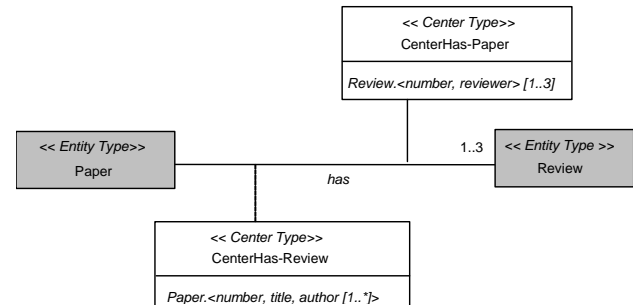 << Center Type>>
CenterHas-Paper
Review.<number, reviewer> [1..3]
<< Entity Type>>
Paper
1..3
<< Entity Type >>
Review
has
<< Center Type>>
CenterHas-Review
Paper.<number, title, author [1..*]>